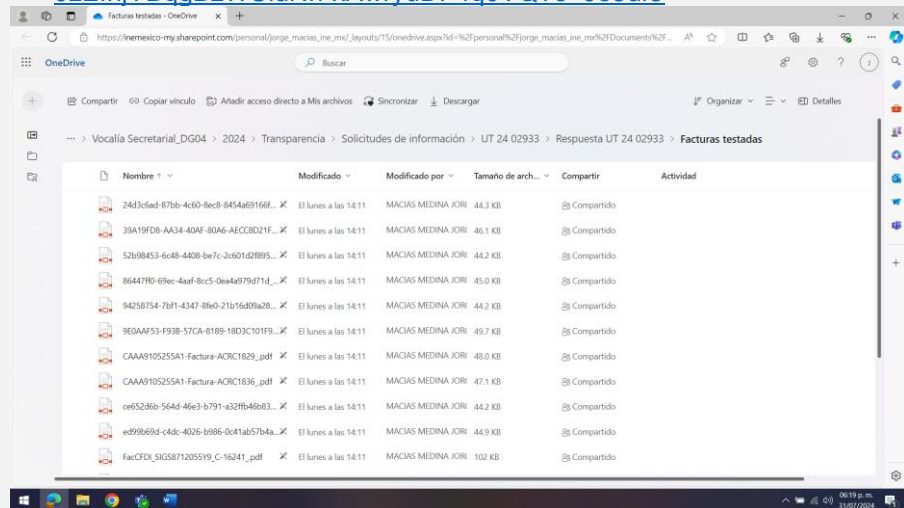 Facturas testadas - OneDrive
https://inemexico-my.sharepoint.com/personal/jorge_macias_ine_mx/_layouts/15/onedrive.aspx?id=%2Fpersonal%2Fjorge_macias_ine_mx%2FDocuments%2F...
OneDrive
Buscar
Compartir Copiar vínculo Añadir acceso directo a Mis archivos Sincronizar Descargar Organizar Detalles
... > Vocalía Secretarial_DG04 > 2024 > Transparencia > Solicitudes de información > UT 24 02933 > Respuesta UT 24 02933 > Facturas testadas
Nombre Modificado Modificado por Tamaño de arch... Compartir Actividad
24d3c6ad-87bb-4c60-8ec8-8454a69166f... El lunes a las 14:11 MACIAS MEDINA JOR 44.3 KB Compartido
39A19FD8-AA34-40AF-80A6-AECC8D21F... El lunes a las 14:11 MACIAS MEDINA JOR 46.1 KB Compartido
52b98453-6c48-4408-be7c-2c601d2f895... El lunes a las 14:11 MACIAS MEDINA JOR 44.2 KB Compartido
86447ff0-69ec-4aaf-8cc5-0ea4a979d71d_... El lunes a las 14:11 MACIAS MEDINA JOR 45.0 KB Compartido
94258754-7bf1-4347-8fe0-21b16d09a28... El lunes a las 14:11 MACIAS MEDINA JOR 44.2 KB Compartido
9E0AAF53-F93B-57CA-8189-18D3C101F9... El lunes a las 14:11 MACIAS MEDINA JOR 49.7 KB Compartido
CAAA9105255A1-Factura-ACRC1829_.pdf El lunes a las 14:11 MACIAS MEDINA JOR 48.0 KB Compartido
CAAA9105255A1-Factura-ACRC1836_.pdf El lunes a las 14:11 MACIAS MEDINA JOR 47.1 KB Compartido
ce652d6b-564d-46e3-b791-a32ffb46b83... El lunes a las 14:11 MACIAS MEDINA JOR 44.2 KB Compartido
ed99b69d-c4dc-4026-b986-0c41ab57b4a... El lunes a las 14:11 MACIAS MEDINA JOR 44.9 KB Compartido
FacCFDI_SIGS8712055Y9_C-16241_.pdf El lunes a las 14:11 MACIAS MEDINA JOR 102 KB Compartido
06:19 p. m.
31/07/2024